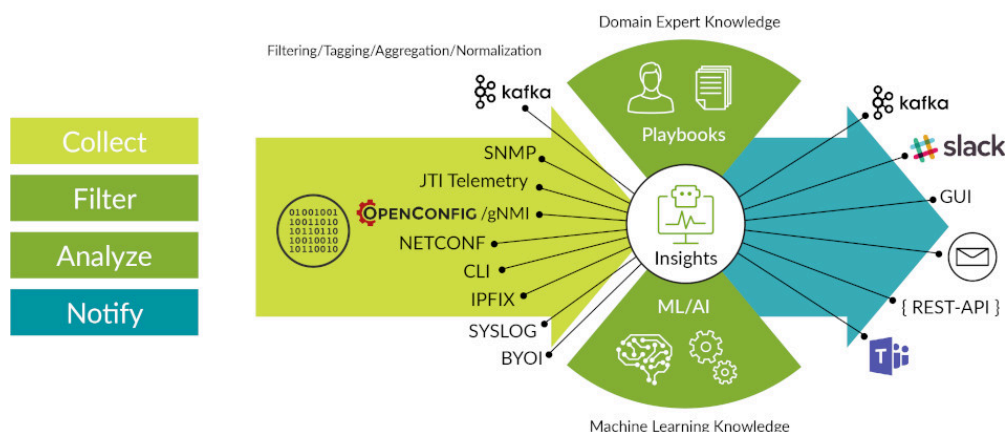 Domain Expert Knowledge
Filtering/Tagging/Aggregation/Normalization
kafka
kafka
Playbooks
Collect
slack
SNMP
JTI Telemetry
Filter
GUI
01001001
10011010
10110110
10010010
10110010
OPENCONFIG /gNMI
NETCONF
Analyze
Insights
CLI
IPFIX
ML/AI
{ REST-API }
Notify
SYSLOG
BYOI
T
Machine Learning Knowledge